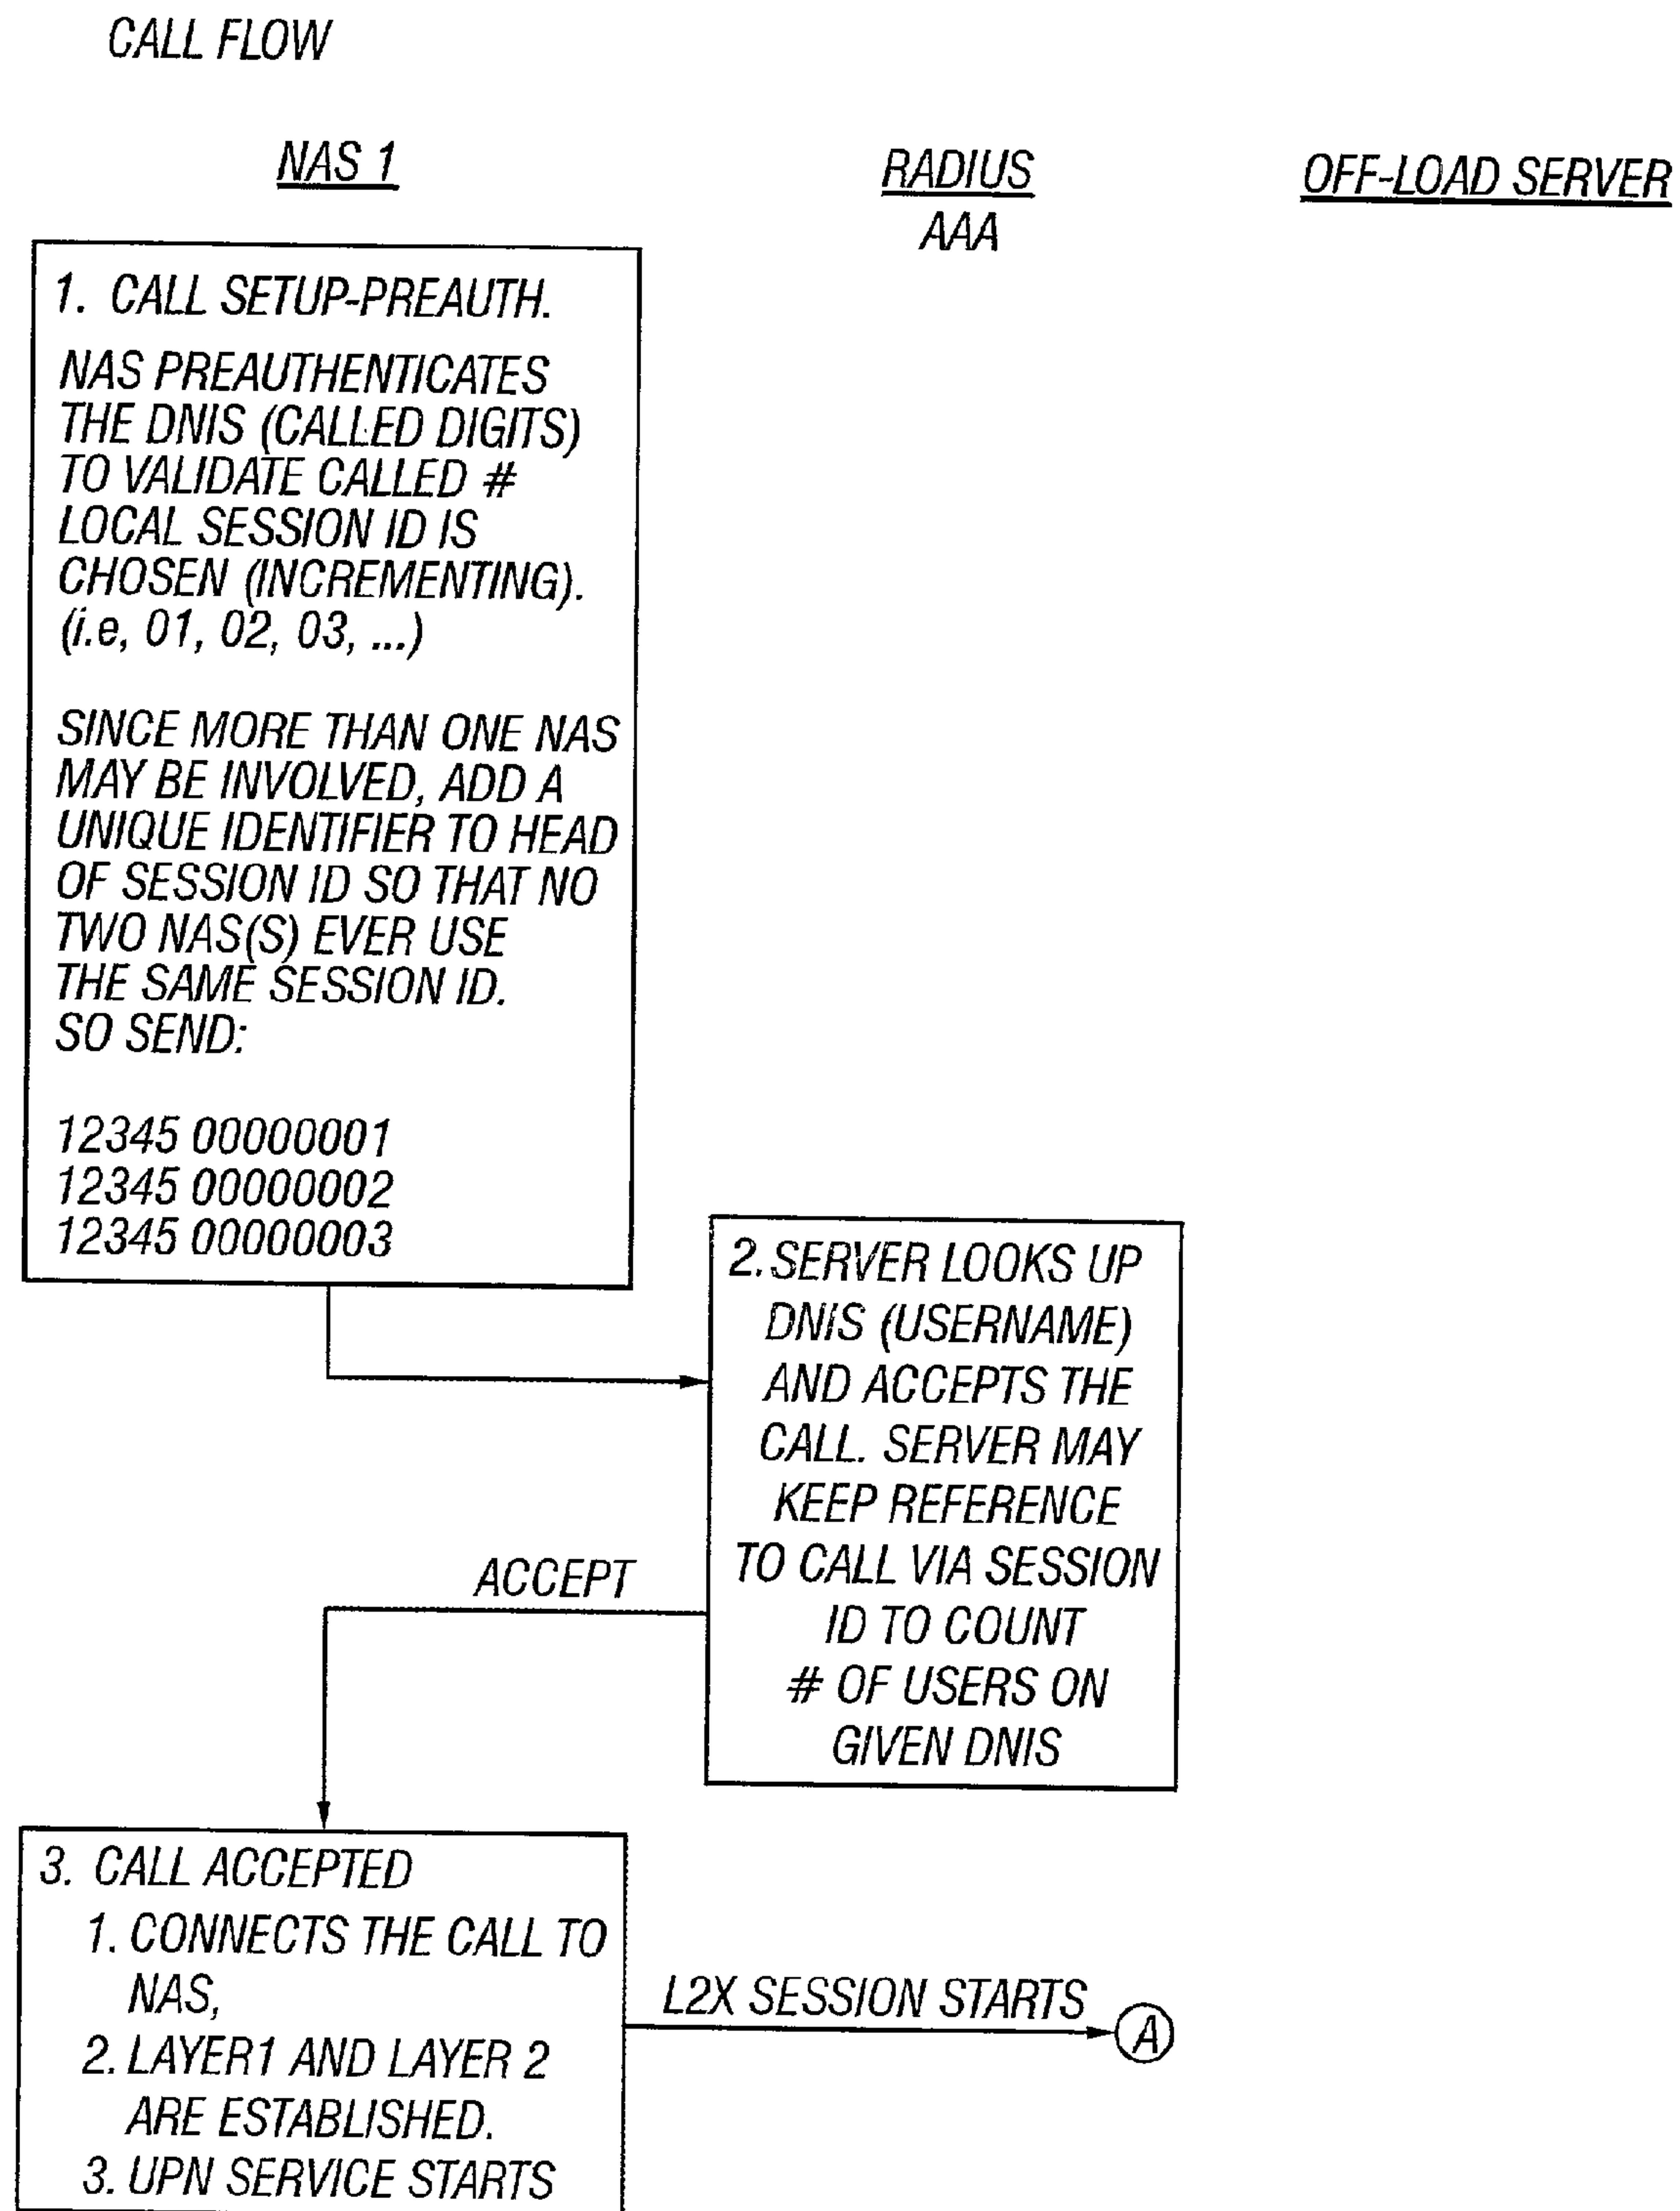 CALL FLOW
NAS 1
RADIUS
AAA
OFF-LOAD SERVER
1. CALL SETUP-PREAUTH.
NAS PREAUTHENTICATES
THE DNIS (CALLED DIGITS)
TO VALIDATE CALLED #
LOCAL SESSION ID IS
CHOSEN (INCREMENTING).
(i.e, 01, 02, 03, ...)
SINCE MORE THAN ONE NAS
MAY BE INVOLVED, ADD A
UNIQUE IDENTIFIER TO HEAD
OF SESSION ID SO THAT NO
TWO NAS(S) EVER USE
THE SAME SESSION ID.
SO SEND:
12345 00000001
12345 00000002
12345 00000003
2. SERVER LOOKS UP
DNIS (USERNAME)
AND ACCEPTS THE
CALL. SERVER MAY
KEEP REFERENCE
TO CALL VIA SESSION
ID TO COUNT
# OF USERS ON
GIVEN DNIS
ACCEPT
3. CALL ACCEPTED
1. CONNECTS THE CALL TO
NAS,
2. LAYER1 AND LAYER 2
ARE ESTABLISHED.
3. UPN SERVICE STARTS
L2X SESSION STARTS
A